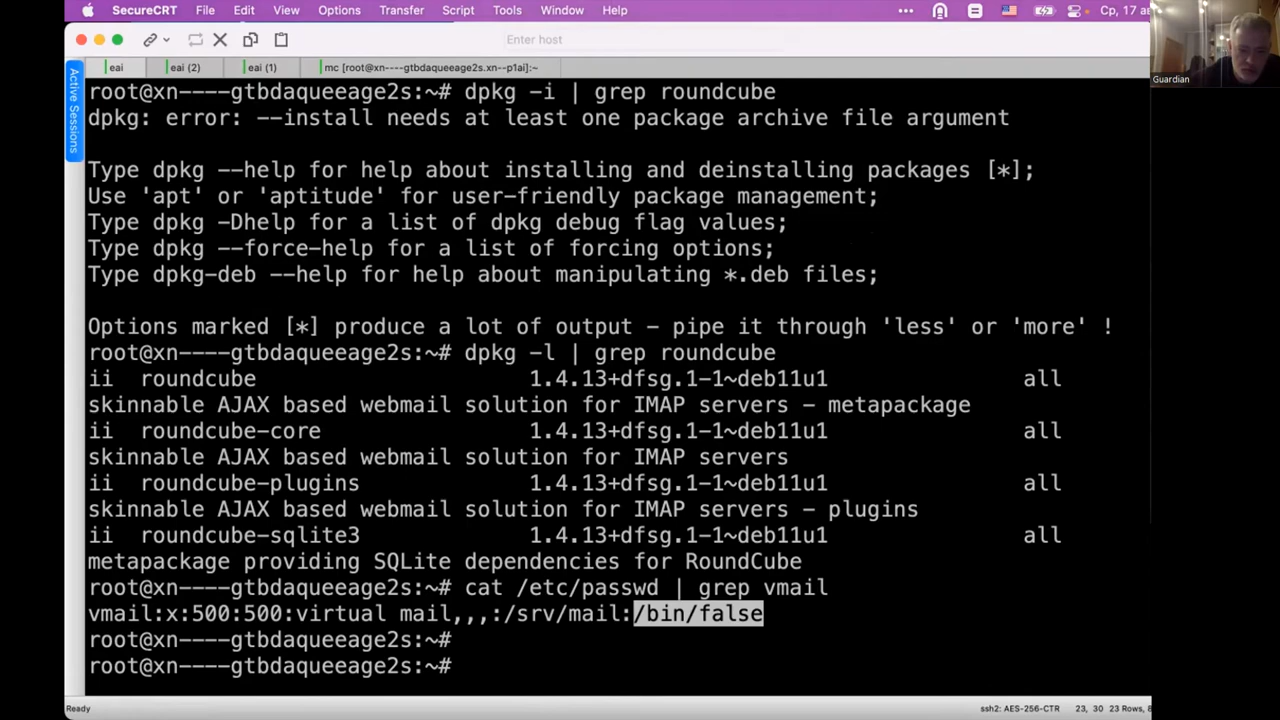 SecureCRT File Edit View Options Transfer Script Tools Window Help ••• Ср, 17 ав
Enter host
eai eai (2) eai (1) mc [root@xn----gtbdaqueeage2s.xn--p1ai]:~
Active Sessions
Guardian
root@xn----gtbdaqueeage2s:~# dpkg -i | grep roundcube
dpkg: error: --install needs at least one package archive file argument
Type dpkg --help for help about installing and deinstalling packages [*];
Use 'apt' or 'aptitude' for user-friendly package management;
Type dpkg -Dhelp for a list of dpkg debug flag values;
Type dpkg --force-help for a list of forcing options;
Type dpkg-deb --help for help about manipulating *.deb files;
Options marked [*] produce a lot of output - pipe it through 'less' or 'more' !
root@xn----gtbdaqueeage2s:~# dpkg -l | grep roundcube
ii roundcube 1.4.13+dfsg.1-1~deb11u1 all
skinnable AJAX based webmail solution for IMAP servers - metapackage
ii roundcube-core 1.4.13+dfsg.1-1~deb11u1 all
skinnable AJAX based webmail solution for IMAP servers
ii roundcube-plugins 1.4.13+dfsg.1-1~deb11u1 all
skinnable AJAX based webmail solution for IMAP servers - plugins
ii roundcube-sqlite3 1.4.13+dfsg.1-1~deb11u1 all
metapackage providing SQLite dependencies for RoundCube
root@xn----gtbdaqueeage2s:~# cat /etc/passwd | grep vmail
vmail:x:500:500:virtual mail,,,:/srv/mail:/bin/false
root@xn----gtbdaqueeage2s:~#
root@xn----gtbdaqueeage2s:~#
Ready ssh2: AES-256-CTR 23, 30 23 Rows, 8